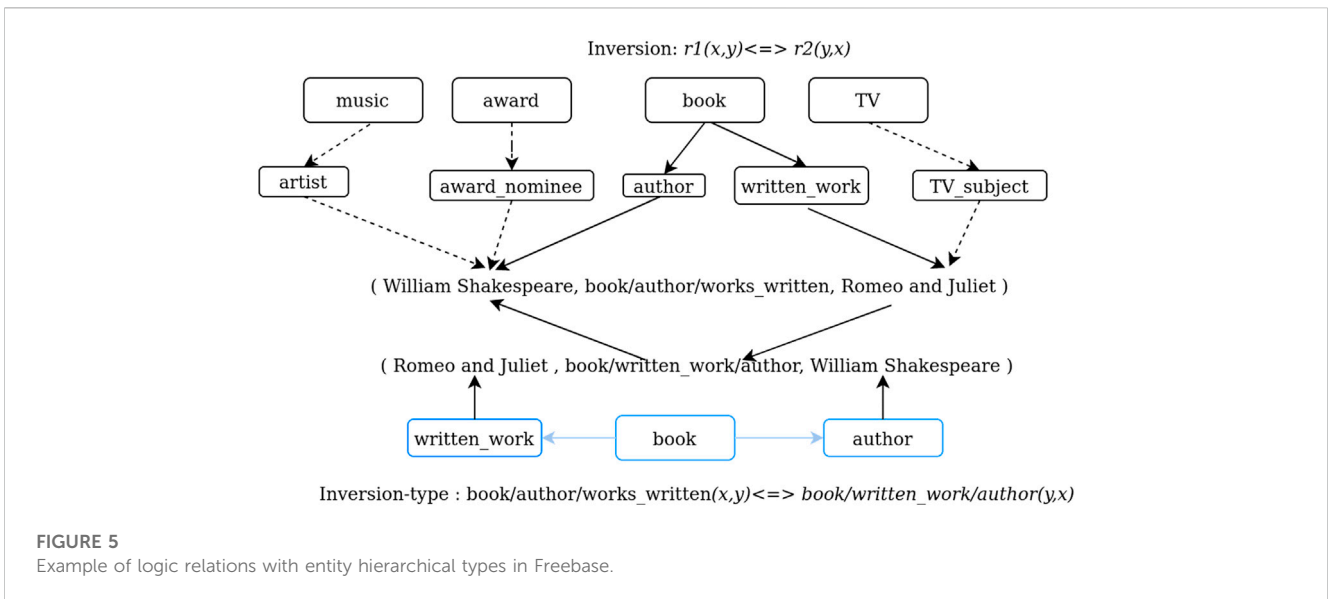 Inversion: r1(x,y)<=> r2(y,x)
music award book TV
artist award_nominee author written_work TV_subject
( William Shakespeare, book/author/works_written, Romeo and Juliet )
( Romeo and Juliet , book/written_work/author, William Shakespeare )
written_work book author
Inversion-type : book/author/works_written(x,y)<=> book/written_work/author(y,x)
FIGURE 5
Example of logic relations with entity hierarchical types in Freebase.